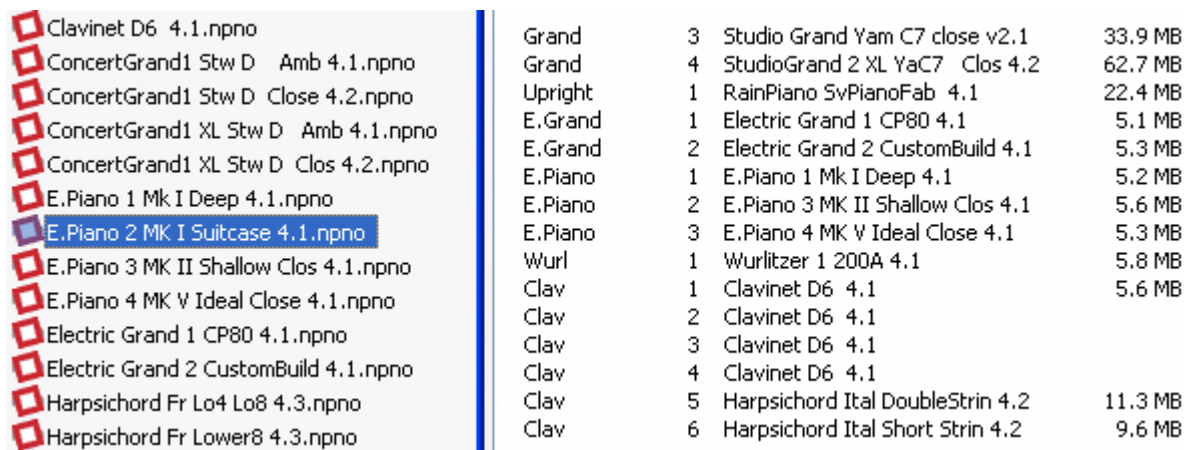 Clavinet D6  4.1.npno
ConcertGrand1 Stw D    Amb 4.1.npno
ConcertGrand1 Stw D  Close 4.2.npno
ConcertGrand1 XL Stw D   Amb 4.1.npno
ConcertGrand1 XL Stw D  Clos 4.2.npno
E.Piano 1 Mk I Deep 4.1.npno
E.Piano 2 MK I Suitcase 4.1.npno
E.Piano 3 MK II Shallow Clos 4.1.npno
E.Piano 4 MK V Ideal Close 4.1.npno
Electric Grand 1 CP80 4.1.npno
Electric Grand 2 CustomBuild 4.1.npno
Harpsichord Fr Lo4 Lo8 4.3.npno
Harpsichord Fr Lower8 4.3.npno
Grand 3 Studio Grand Yam C7 close v2.1 33.9 MB
Grand 4 StudioGrand 2 XL YaC7   Clos 4.2 62.7 MB
Upright 1 RainPiano SvPianoFab  4.1 22.4 MB
E.Grand 1 Electric Grand 1 CP80 4.1 5.1 MB
E.Grand 2 Electric Grand 2 CustomBuild 4.1 5.3 MB
E.Piano 1 E.Piano 1 Mk I Deep 4.1 5.2 MB
E.Piano 2 E.Piano 3 MK II Shallow Clos 4.1 5.6 MB
E.Piano 3 E.Piano 4 MK V Ideal Close 4.1 5.3 MB
Wurl 1 Wurlitzer 1 200A 4.1 5.8 MB
Clav 1 Clavinet D6  4.1 5.6 MB
Clav 2 Clavinet D6  4.1
Clav 3 Clavinet D6  4.1
Clav 4 Clavinet D6  4.1
Clav 5 Harpsichord Ital DoubleStrin 4.2 11.3 MB
Clav 6 Harpsichord Ital Short Strin 4.2 9.6 MB